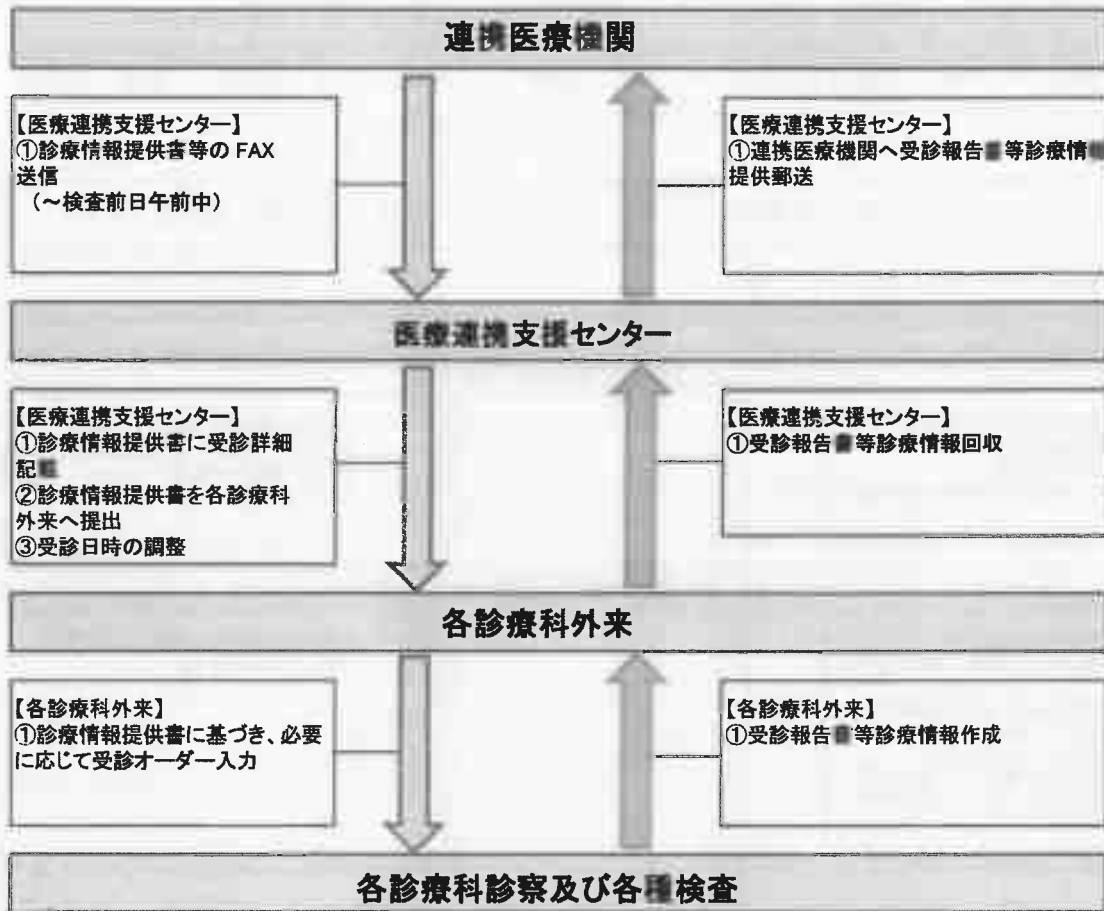 連携医療機関
【医療連携支援センター】
①診療情報提供書等の FAX
送信
(～検査前日午前中)
【医療連携支援センター】
①連携医療機関へ受診報告書等診療情報
提供郵送
医療連携支援センター
【医療連携支援センター】
①診療情報提供書に受診詳細
②診療情報提供書を各診療科
外来へ提出
③受診日時の調整
【医療連携支援センター】
①受診報告書等診療情報回収
各診療科外来
【各診療科外来】
①診療情報提供書に基づき、必要
に応じて受診オーダー入力
【各診療科外来】
①受診報告書等診療情報作成
各診療科診察及び各種検査